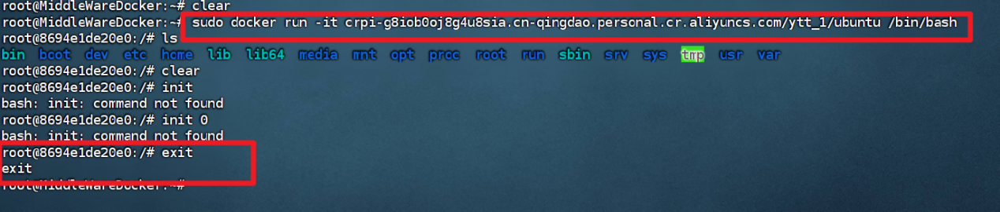 root@MiddleWareDocker:~# clear
root@MiddleWareDocker:~# sudo docker run -it crpi-g8iob0oj8g4u8sia.cn-qingdao.personal.cr.aliyuncs.com/ytt_1/ubuntu /bin/bash
root@8694e1de20e0:/# ls
bin boot dev etc home lib lib64 media mnt opt proc root run sbin srv sys tmp usr var
root@8694e1de20e0:/# clear
root@8694e1de20e0:/# init
bash: init: command not found
root@8694e1de20e0:/# init 0
bash: init: command not found
root@8694e1de20e0:/# exit
exit
root@MiddleWareDocker:~#